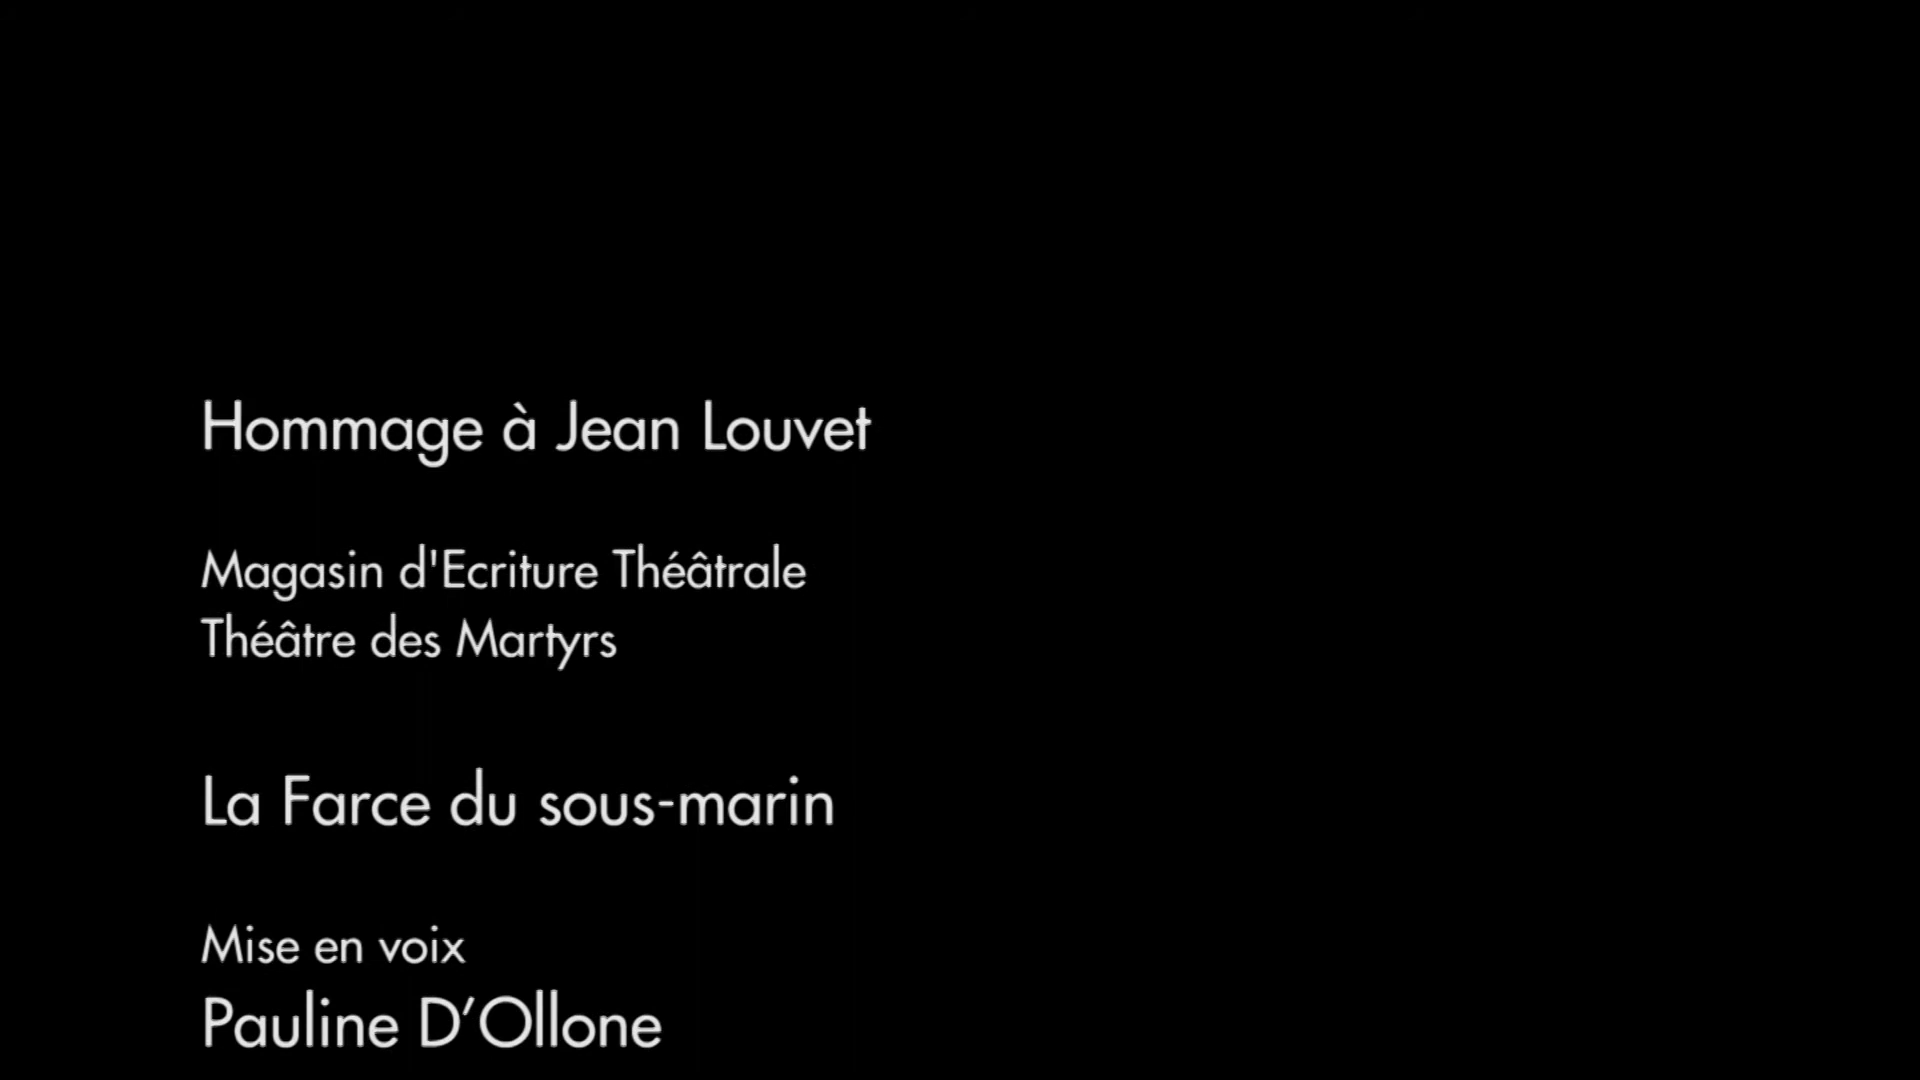 Hommage à Jean Louvet
Magasin d'Ecriture Théâtrale
Théâtre des Martyrs
La Farce du sous-marin
Mise en voix
Pauline D’Ollone